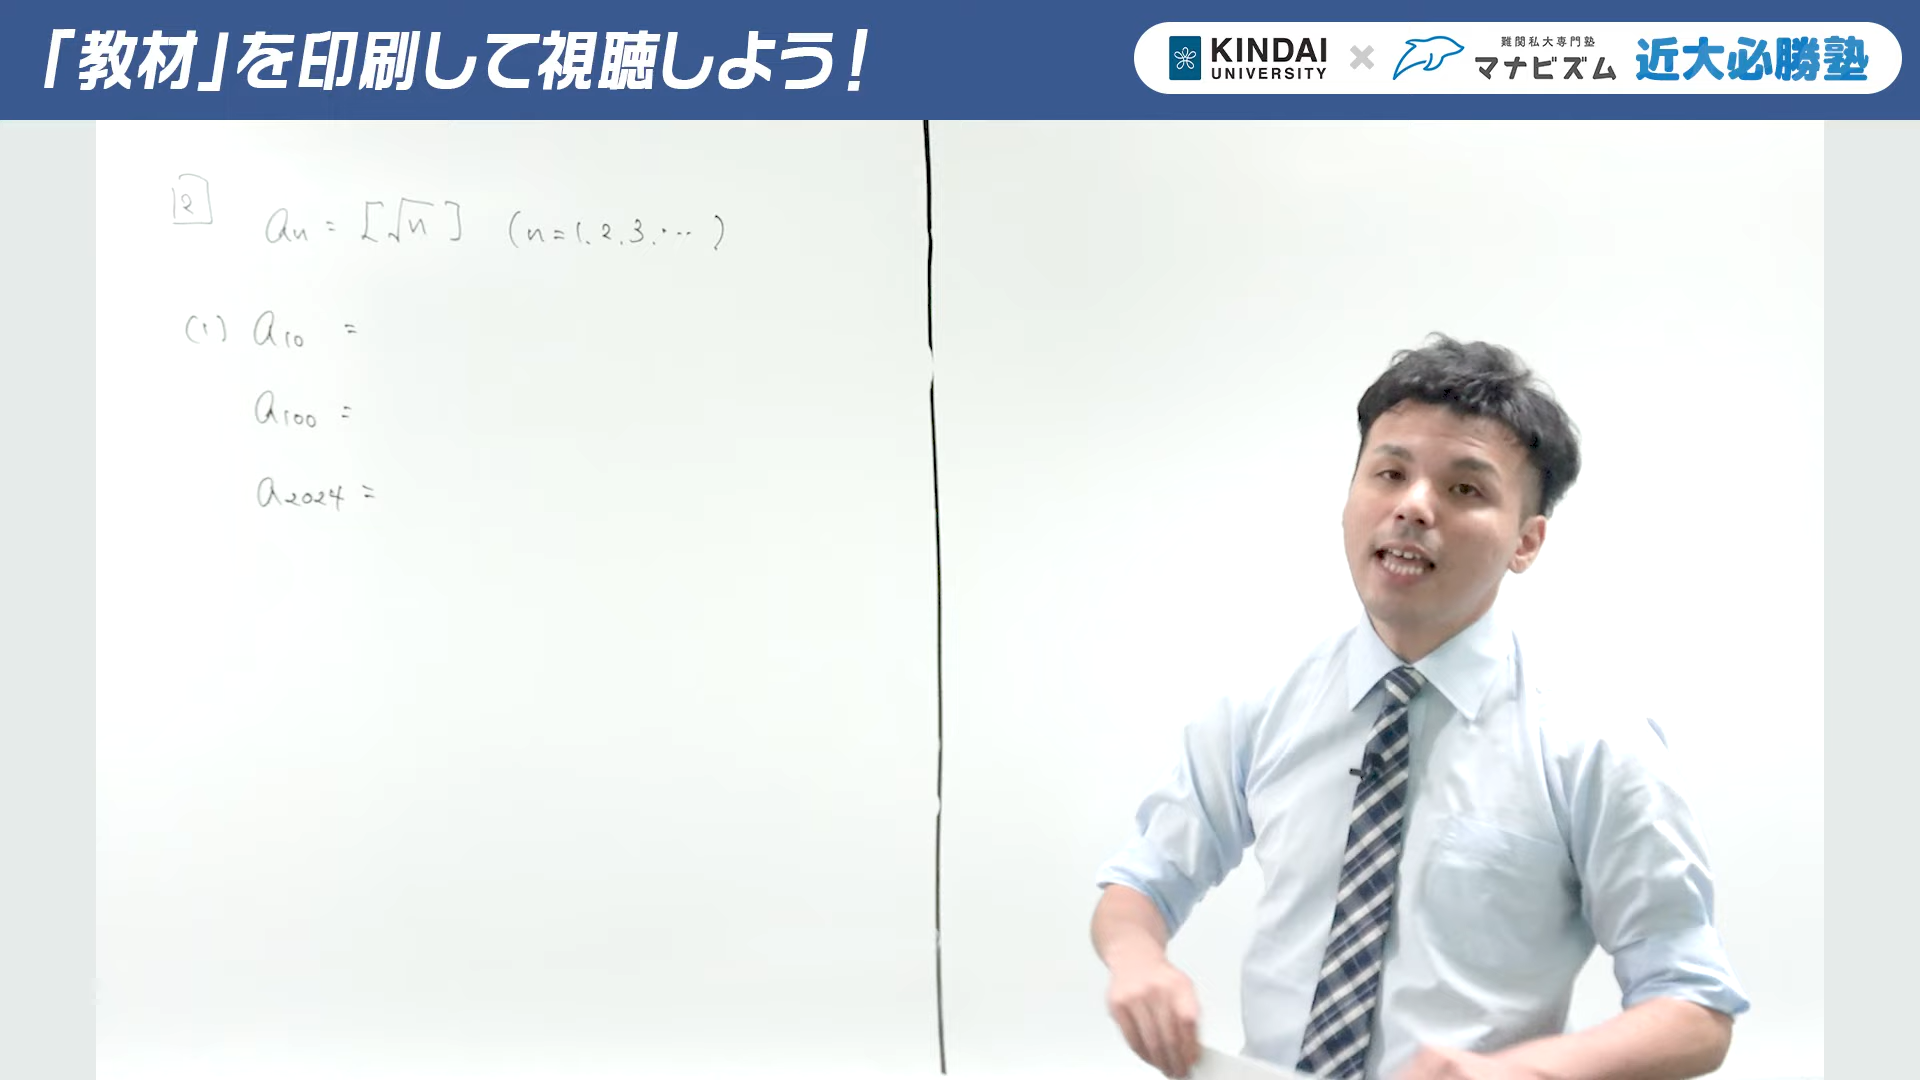 「教材」を印刷して視聴しよう!
KINDAI UNIVERSITY × 難関私大専門塾 マナビズム 近大必勝塾
2
an = [√n] (n=1.2.3.…)
(1) a10 =
a100 =
a2024 =